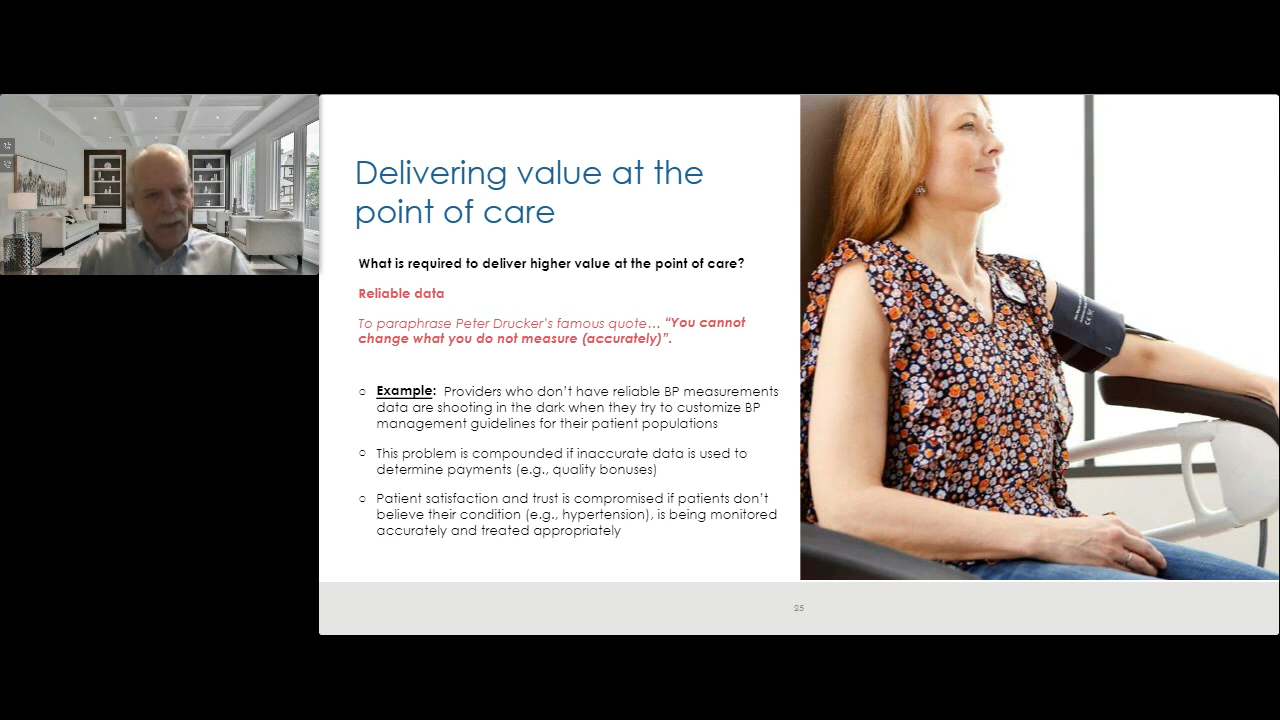 Delivering value at the
point of care
What is required to deliver higher value at the point of care?
Reliable data
To paraphrase Peter Drucker's famous quote… “You cannot
change what you do not measure (accurately)”.
○ Example: Providers who don't have reliable BP measurements
data are shooting in the dark when they try to customize BP
management guidelines for their patient populations
○ This problem is compounded if inaccurate data is used to
determine payments (e.g., quality bonuses)
○ Patient satisfaction and trust is compromised if patients don't
believe their condition (e.g., hypertension), is being monitored
accurately and treated appropriately
25